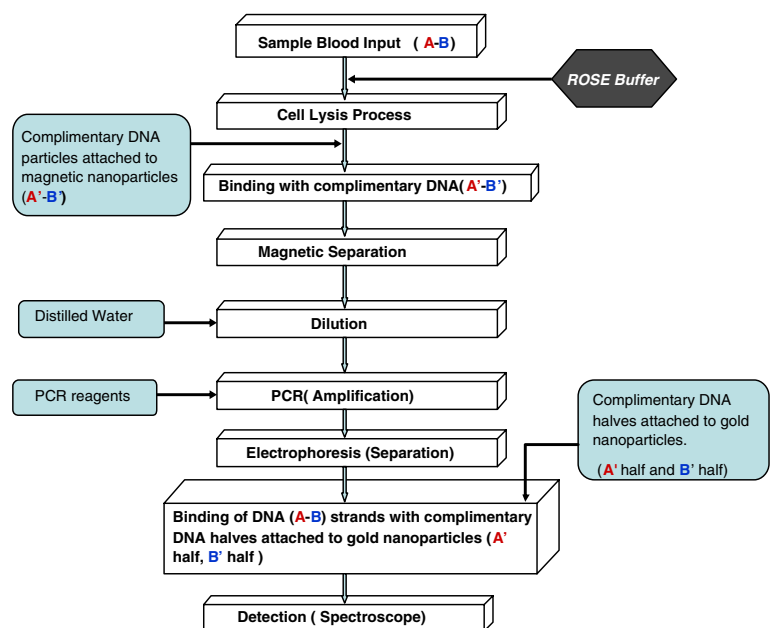 Sample Blood Input ( A-B)
ROSE Buffer
Cell Lysis Process
Complimentary DNA
particles attached to
magnetic nanoparticles
(A'-B')
Binding with complimentary DNA(A'-B')
Magnetic Separation
Distilled Water
Dilution
PCR reagents
PCR( Amplification)
Complimentary DNA
halves attached to gold
nanoparticles.
(A' half and B' half)
Electrophoresis (Separation)
Binding of DNA (A-B) strands with complimentary
DNA halves attached to gold nanoparticles (A'
half, B' half )
Detection ( Spectroscope)